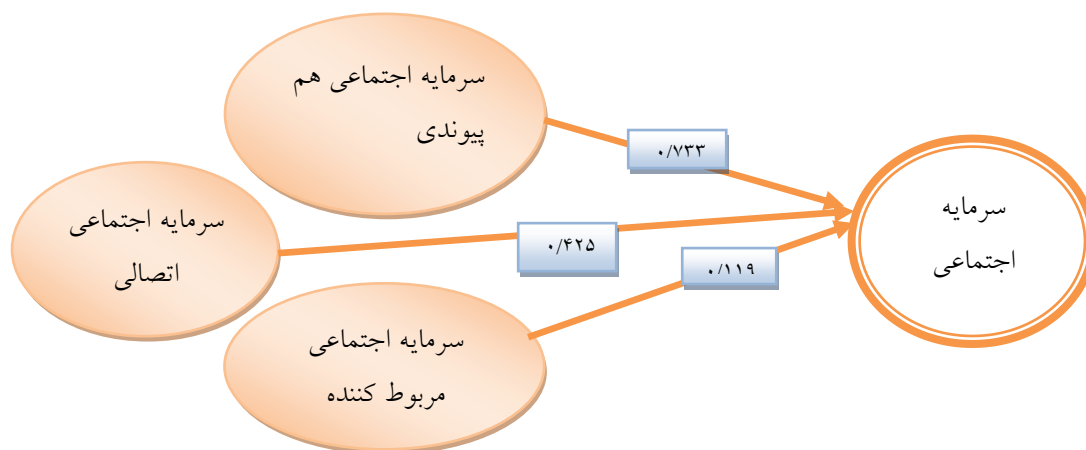 سرمایه اجتماعی هم
پیوندی
۰/۷۳۳
سرمایه اجتماعی
اتصالی
۰/۴۲۵
سرمایه اجتماعی
مربوط کننده
۰/۱۱۹
سرمایه
اجتماعی